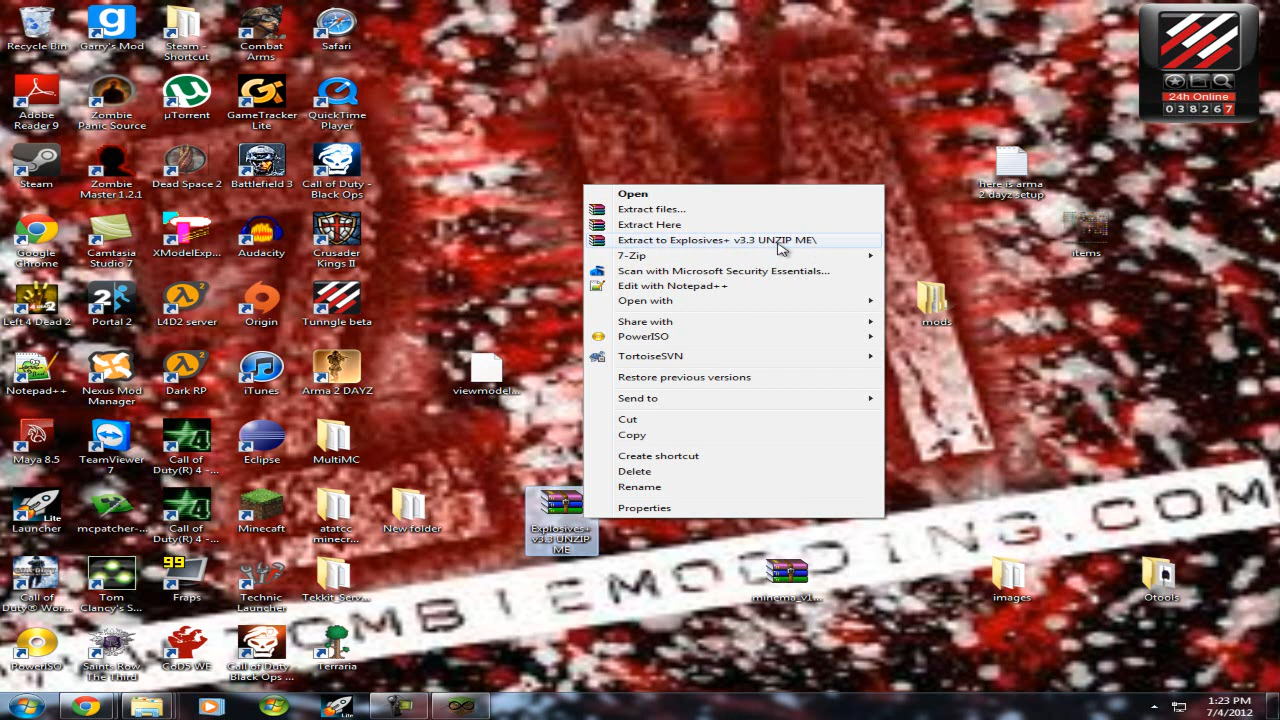 Recycle Bin
Garry's Mod
Steam -
Shortcut
Combat
Arms
Safari
Adobe
Reader 9
Zombie
Panic Source
µTorrent
GameTracker
Lite
QuickTime
Player
Steam
Zombie
Master 1.2.1
Dead Space 2
Battlefield 3
Call of Duty -
Black Ops
Google
Chrome
Camtasia
Studio 7
XModelExp...
Audacity
Crusader
Kings II
Left 4 Dead 2
Portal 2
L4D2 server
Origin
Tunngle beta
Notepad++
Nexus Mod
Manager
Dark RP
iTunes
Arma 2 DAYZ
Maya 8.5
TeamViewer
7
Call of
Duty(R) 4 -...
Eclipse
MultiMC
Lite
Launcher
mcpatcher-...
Call of
Duty(R) 4 -...
Minecaft
atatcc
minecr...
New folder
Call of
Duty® Wor...
Tom
Clancy's S...
99
Fraps
Technic
Launcher
Tekkit_Serv...
PowerISO
Saints Row
The Third
CoD5 WE
Call of Duty
Black Ops ...
Terraria
viewmodel...
Explosives+
v3.3 UNZIP
ME
Open
Extract files...
Extract Here
Extract to Explosives+ v3.3 UNZIP ME\
7-Zip
Scan with Microsoft Security Essentials...
Edit with Notepad++
Open with
Share with
PowerISO
TortoiseSVN
Restore previous versions
Send to
Cut
Copy
Create shortcut
Delete
Rename
Properties
24h Online
038267
here is arma
2 dayz setup
items
mods
minema_v1...
images
Otools
OMBIEMODDING.COM
Lite
1:23 PM
7/4/2012